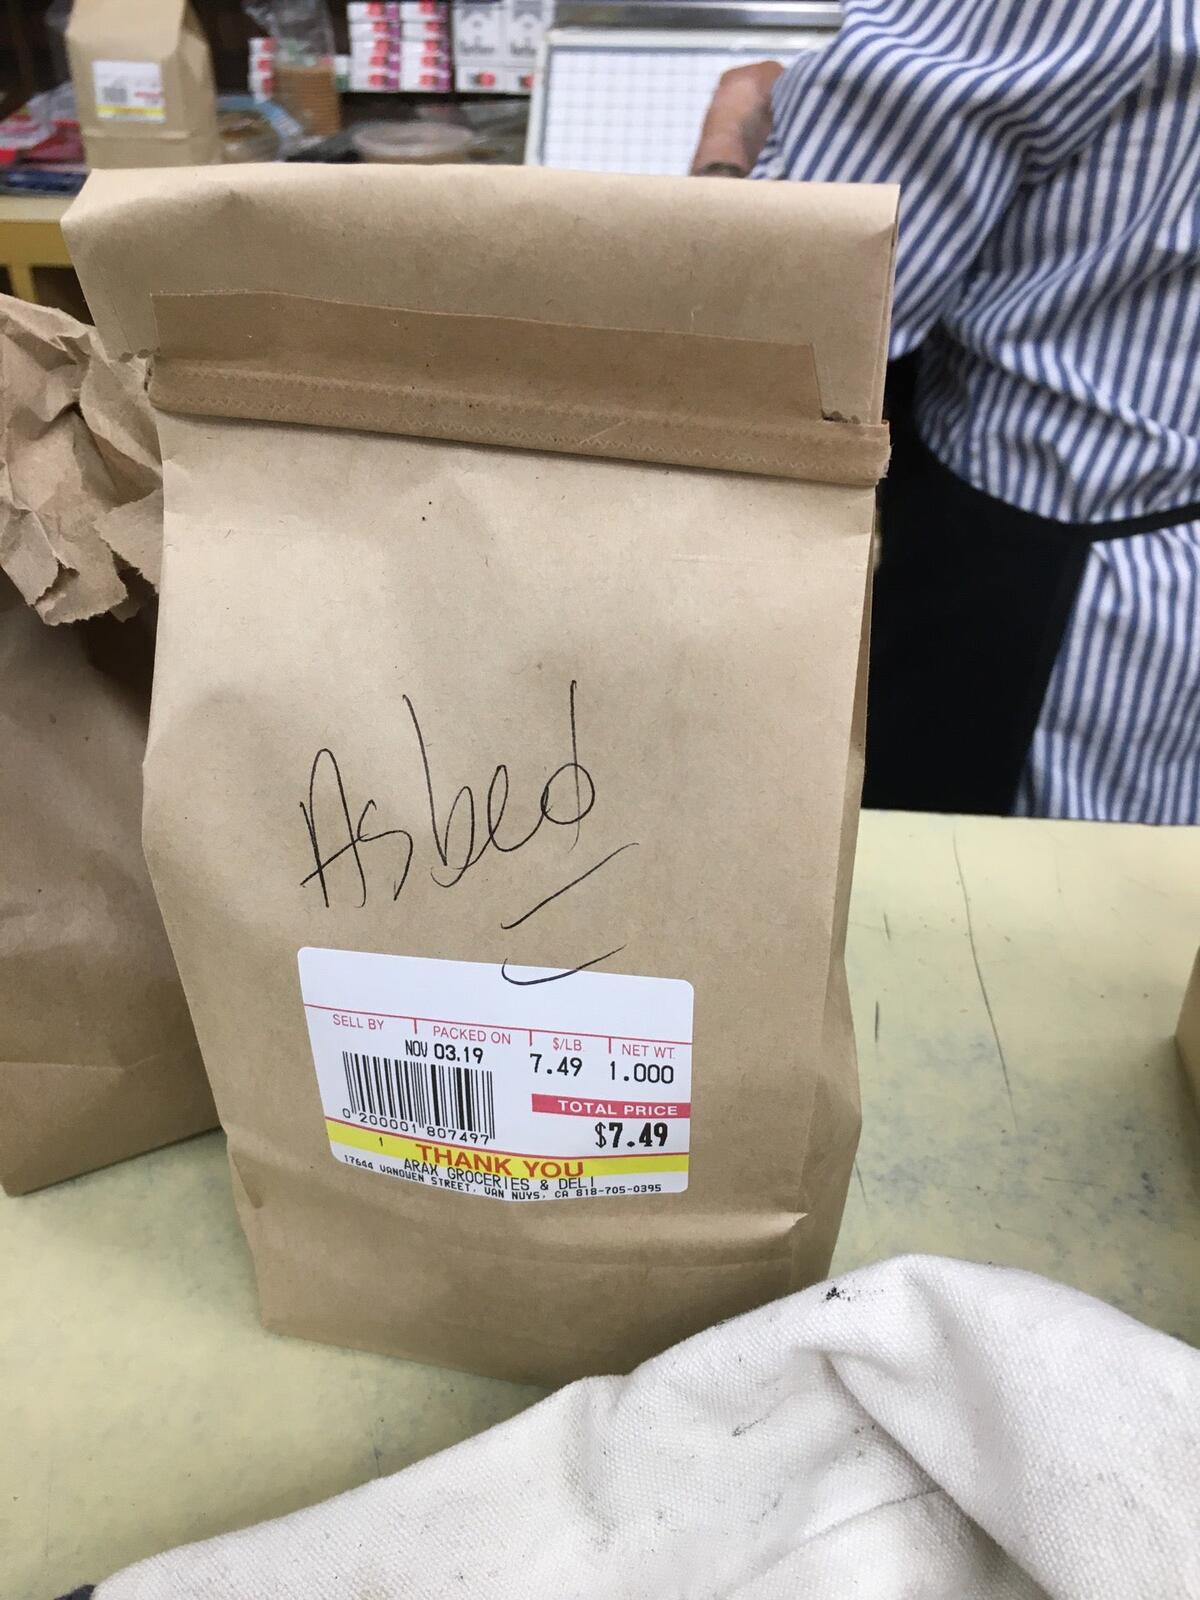 Asbed
SELL BY PACKED ON $/LB NET WT.
NOV 03.19 7.49 1.000
TOTAL PRICE
$7.49
0 200001 807497
1 THANK YOU
ARAX GROCERIES & DELI
17644 VANOWEN STREET, VAN NUYS, CA 818-705-0395